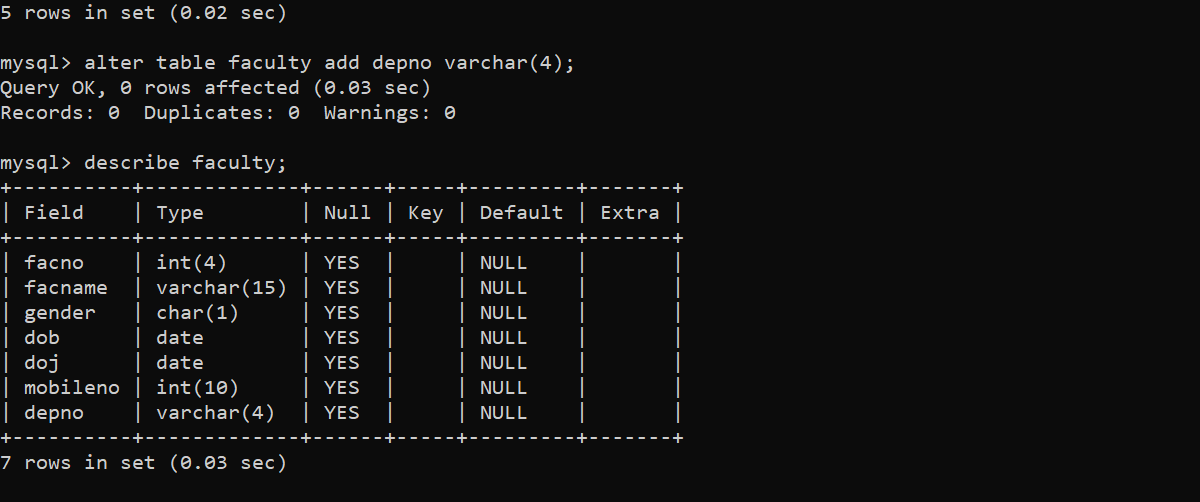 5 rows in set (0.02 sec)
mysql> alter table faculty add depno varchar(4);
Query OK, 0 rows affected (0.03 sec)
Records: 0  Duplicates: 0  Warnings: 0
mysql> describe faculty;
+----------+-------------+------+-----+---------+-------+
| Field    | Type        | Null | Key | Default | Extra |
+----------+-------------+------+-----+---------+-------+
| facno    | int(4)      | YES  |     | NULL    |       |
| facname  | varchar(15) | YES  |     | NULL    |       |
| gender   | char(1)     | YES  |     | NULL    |       |
| dob      | date        | YES  |     | NULL    |       |
| doj      | date        | YES  |     | NULL    |       |
| mobileno | int(10)     | YES  |     | NULL    |       |
| depno    | varchar(4)  | YES  |     | NULL    |       |
+----------+-------------+------+-----+---------+-------+
7 rows in set (0.03 sec)